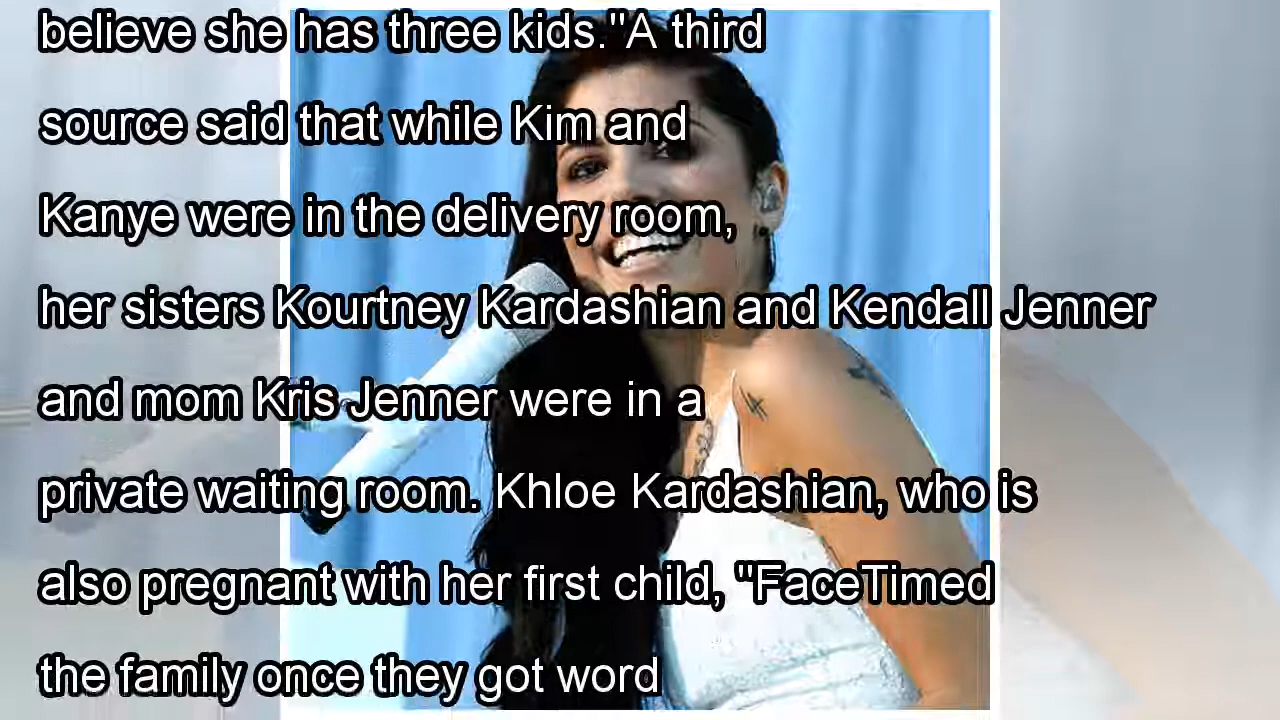 believe she has three kids."A third
source said that while Kim and
Kanye were in the delivery room,
her sisters Kourtney Kardashian and Kendall Jenner
and mom Kris Jenner were in a
private waiting room. Khloe Kardashian, who is
also pregnant with her first child, "FaceTimed
the family once they got word